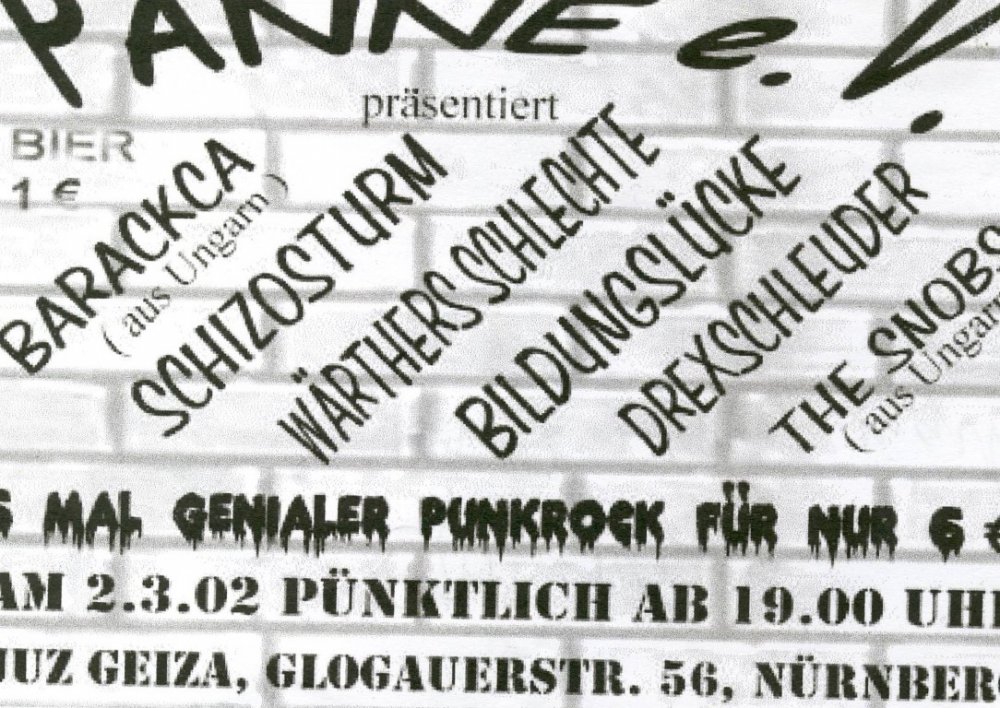 PANNE e.V.
präsentiert
BIER
1 €
BARACKCA
( aus Ungarn )
SCHIZOSTURM
WÄRTHERS SCHLECHTE
BILDUNGSLÜCKE
DREXSCHLEUDER
THE SNOBS
( aus Ungarn
6 MAL GENIALER PUNKROCK FÜR NUR 6 €
AM 2.3.02 PÜNKTLICH AB 19.00 UHR
JUZ GEIZA, GLOGAUERSTR. 56, NÜRNBERG